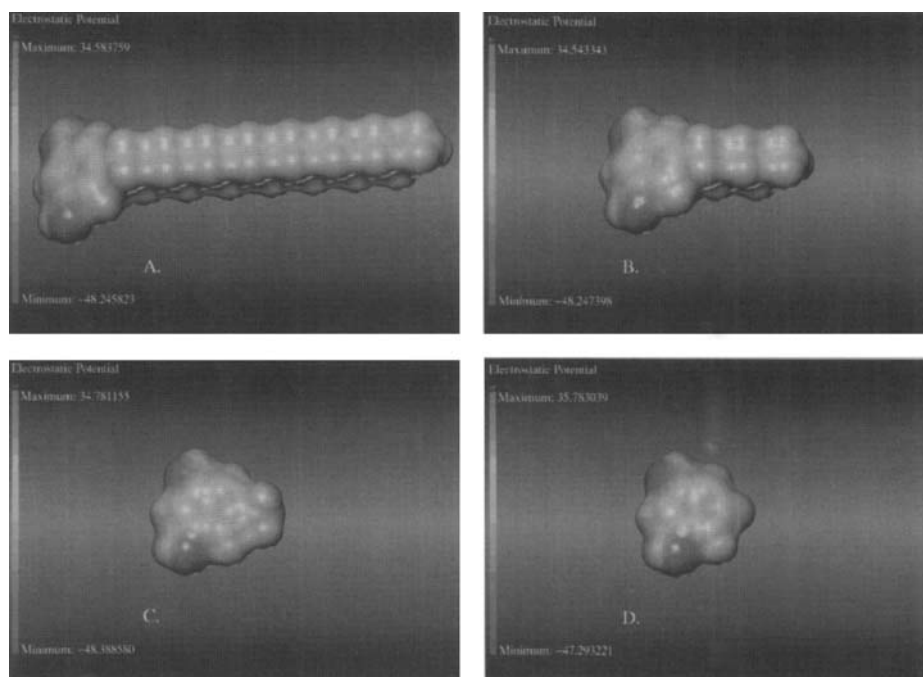 Electrostatic Potential
Maximum: 34.583759
A.
Minimum: -48.245823
Electrostatic Potential
Maximum: 34.543343
B.
Minimum: -48.247398
Electrostatic Potential
Maximum: 34.781155
C.
Minimum: -48.388580
Electrostatic Potential
Maximum: 35.783039
D.
Minimum: -47.293221